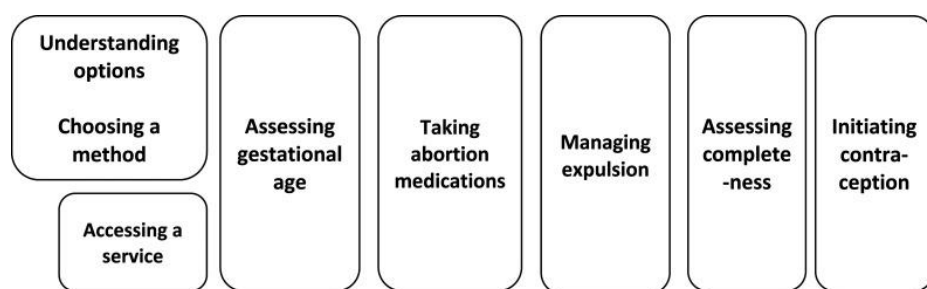 Understanding
options
Choosing a
method
Accessing a
service
Assessing
gestational
age
Taking
abortion
medications
Managing
expulsion
Assessing
complete
-ness
Initiating
contra-
ception